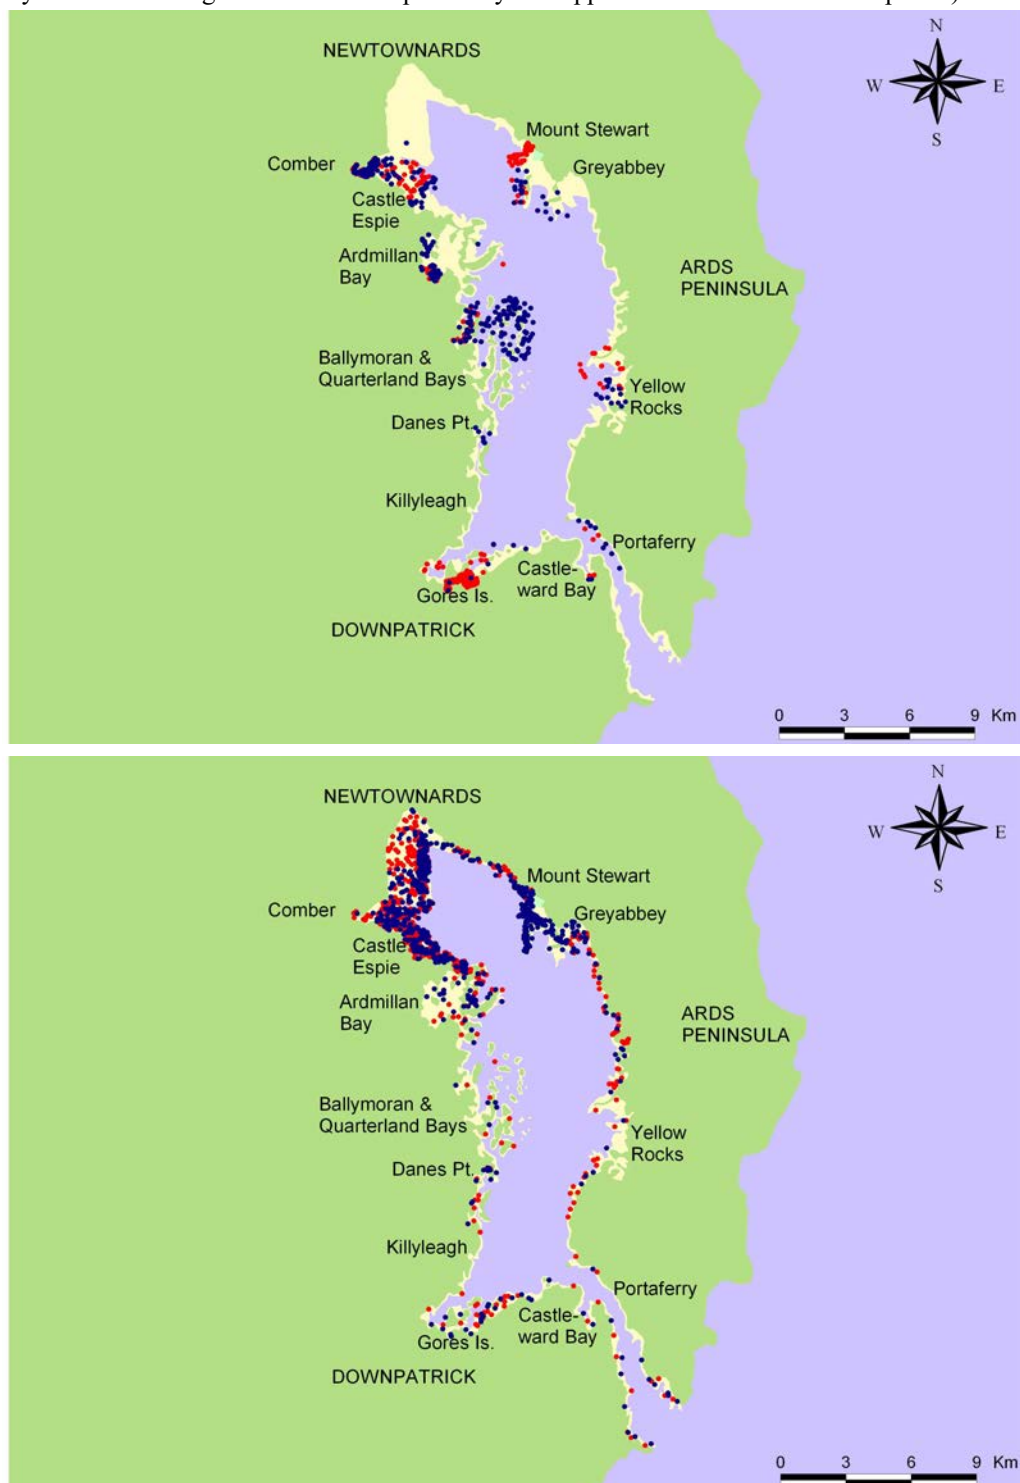 NEWTOWNARDS
N
W
E
S
Mount Stewart
Comber
Greyabbey
Castle
Espie
Ardmillan
Bay
ARDS
PENINSULA
Ballymoran &
Quarterland Bays
Yellow
Rocks
Danes Pt.
Killyleagh
Portaferry
Castle-
ward Bay
Gores Is.
DOWNPATRICK
0 3 6 9 Km
NEWTOWNARDS
N
W
E
S
Mount Stewart
Comber
Greyabbey
Castle
Espie
Ardmillan
Bay
ARDS
PENINSULA
Ballymoran &
Quarterland Bays
Yellow
Rocks
Danes Pt.
Killyleagh
Portaferry
Castle-
ward Bay
Gores Is.
DOWNPATRICK
0 3 6 9 Km